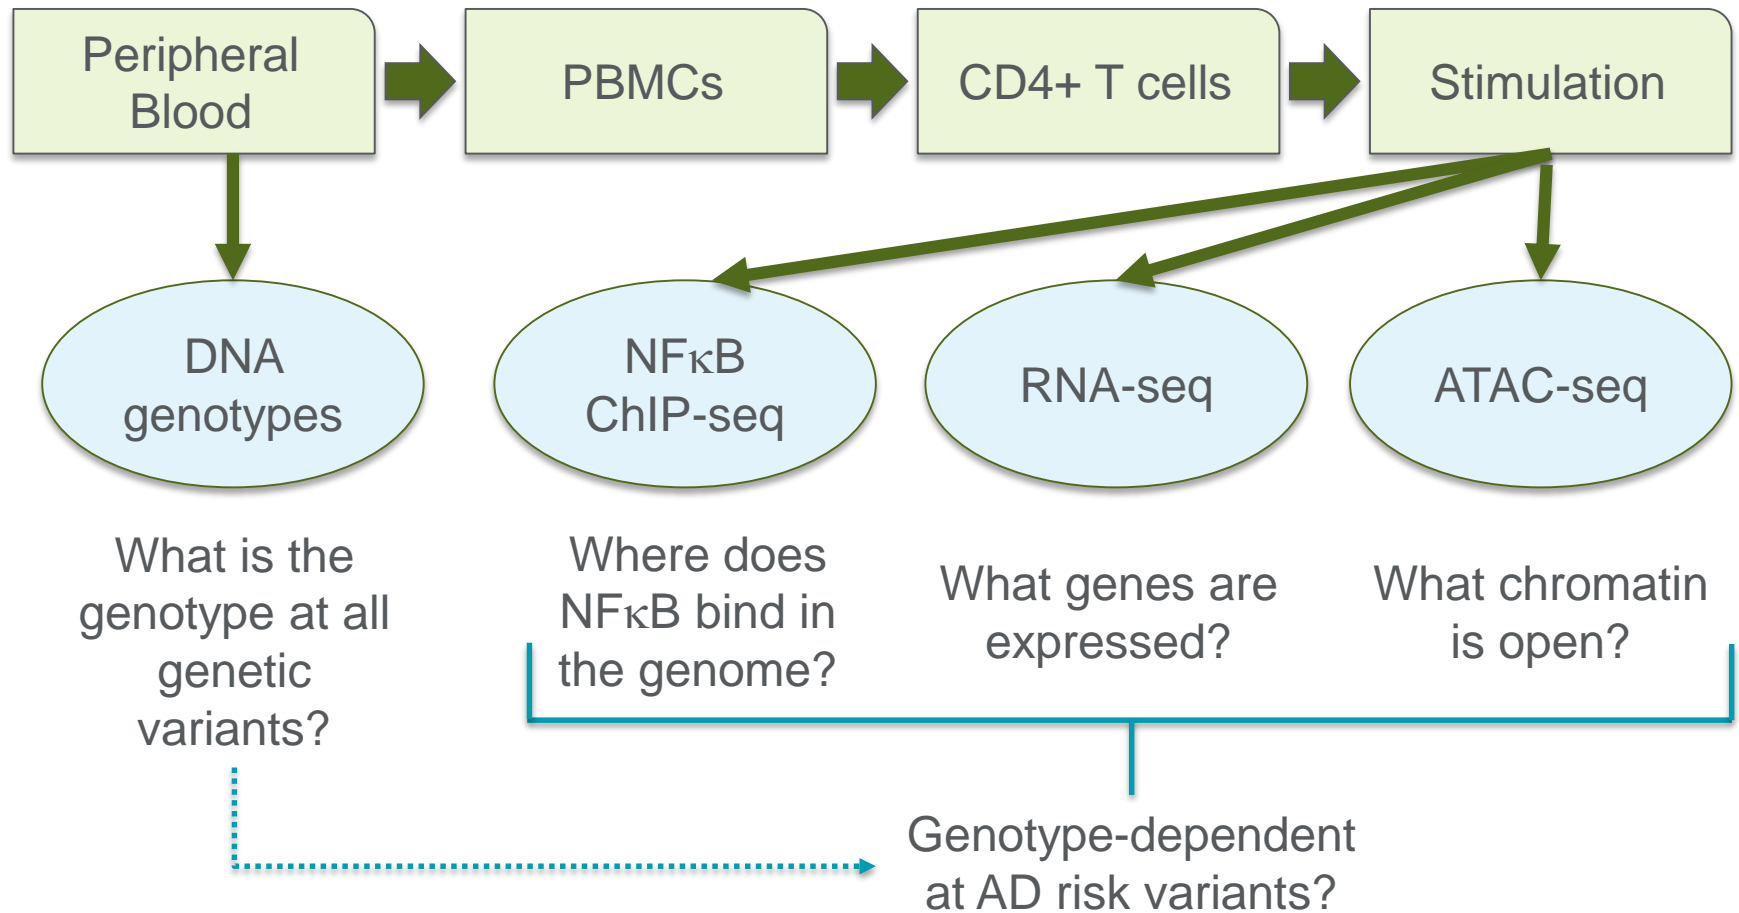 Peripheral
Blood
PBMCs
CD4+ T cells
Stimulation
DNA
genotypes
NFκB
ChIP-seq
RNA-seq
ATAC-seq
What is the
genotype at all
genetic
variants?
Where does
NFκB bind in
the genome?
What genes are
expressed?
What chromatin
is open?
Genotype-dependent
at AD risk variants?